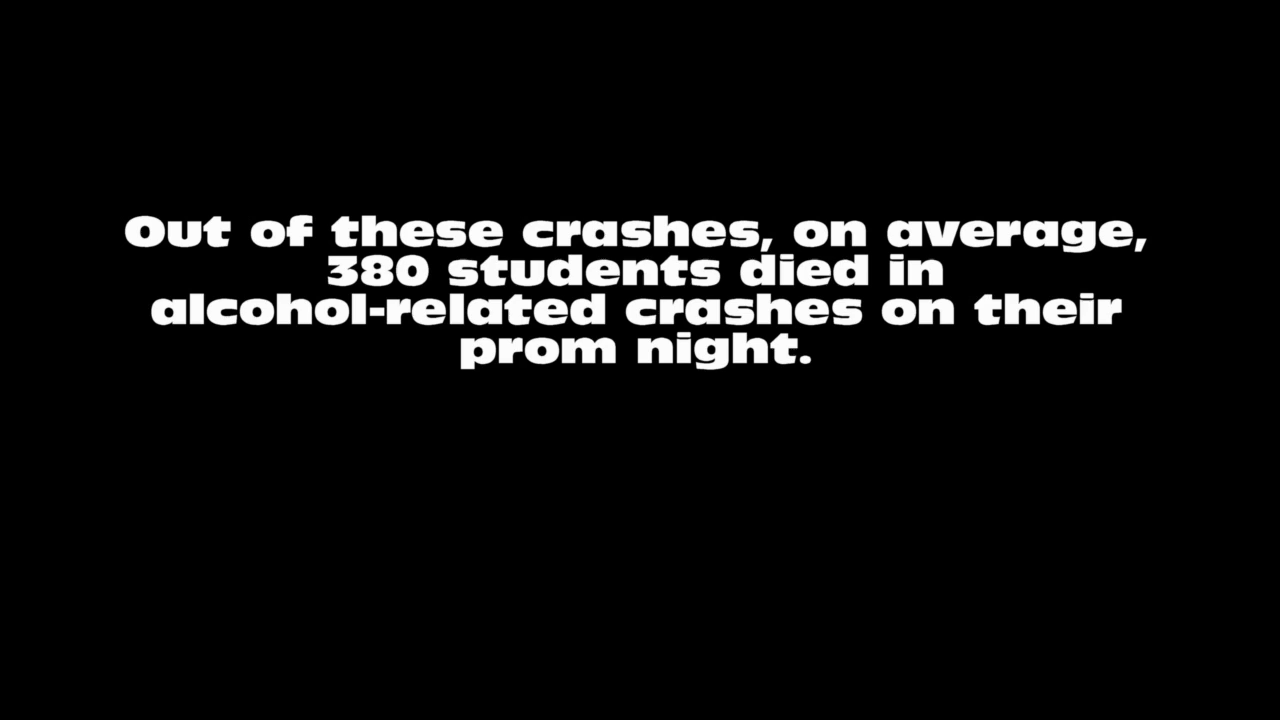 Out of these crashes, on average,
380 students died in
alcohol-related crashes on their
prom night.